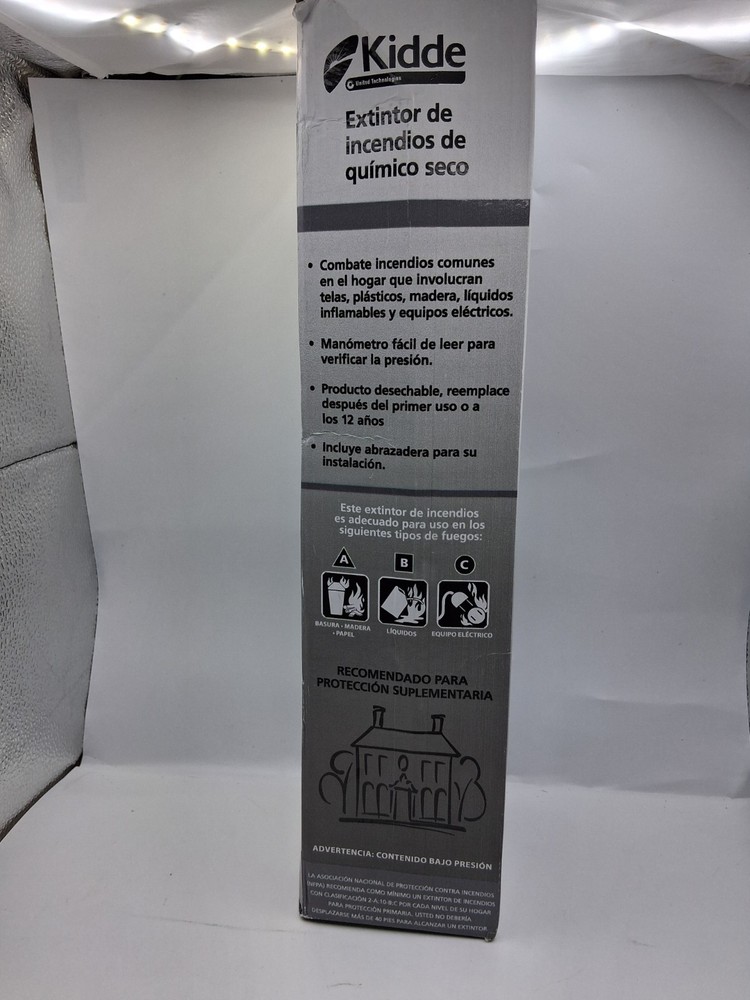 Kidde
United Technologies
Extintor de
incendios de
químico seco
• Combate incendios comunes
en el hogar que involucran
telas, plásticos, madera, líquidos
inflamables y equipos eléctricos.
• Manómetro fácil de leer para
verificar la presión.
• Producto desechable, reemplace
después del primer uso o a
los 12 años
• Incluye abrazadera para su
instalación.
Este extintor de incendios
es adecuado para uso en los
siguientes tipos de fuegos:
A B C
BASURA - MADERA
- PAPEL
LÍQUIDOS
EQUIPO ELÉCTRICO
RECOMENDADO PARA
PROTECCIÓN SUPLEMENTARIA
ADVERTENCIA: CONTENIDO BAJO PRESIÓN
LA ASOCIACIÓN NACIONAL DE PROTECCIÓN CONTRA INCENDIOS
(NFPA) RECOMIENDA COMO MÍNIMO UN EXTINTOR DE INCENDIOS
CON CLASIFICACIÓN 2-A:10-B:C POR CADA NIVEL DE SU HOGAR
PARA PROTECCIÓN PRIMARIA. USTED NO DEBERÍA
DESPLAZARSE MÁS DE 40 PIES PARA ALCANZAR UN EXTINTOR